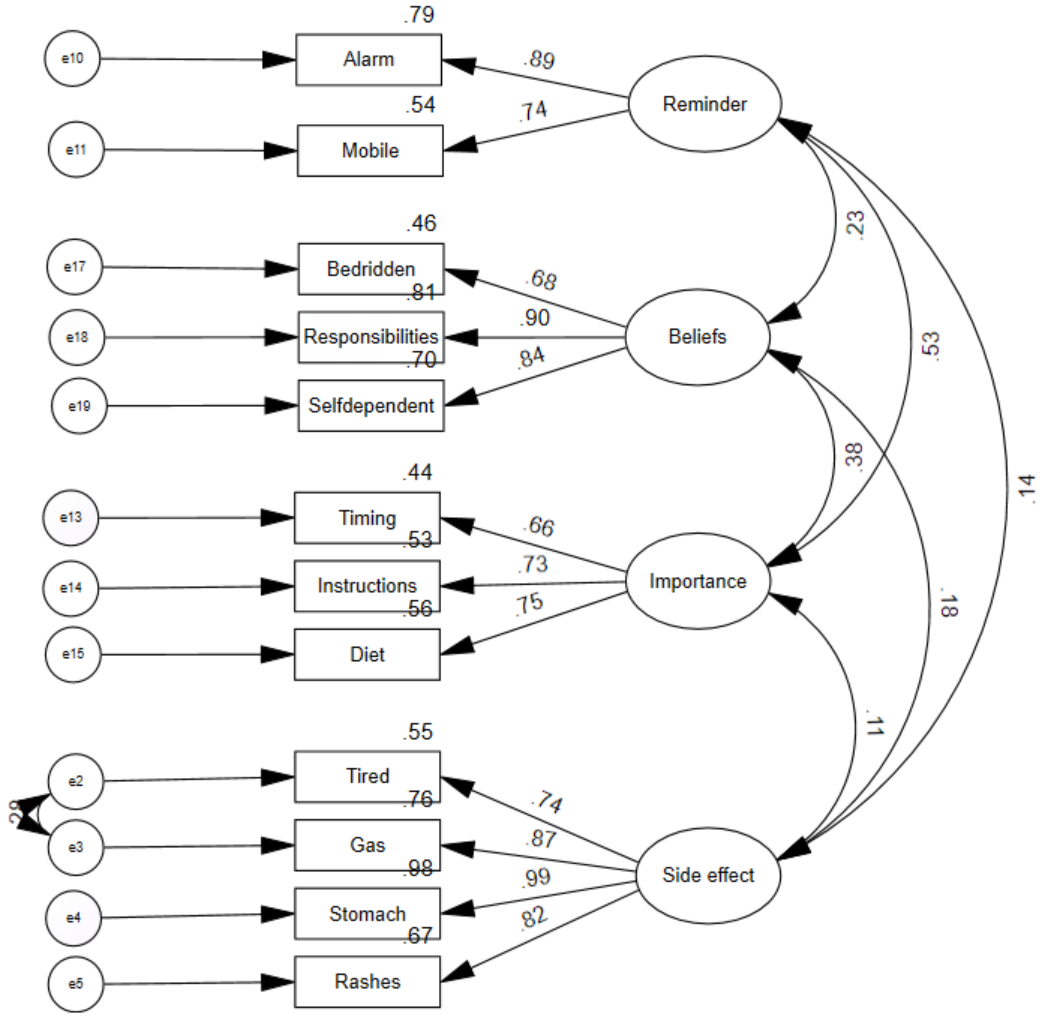 .79
e10
Alarm
.89
Reminder
.54
e11
Mobile
.74
.23
.46
e17
Bedridden
.68
.81
e18
Responsibilities
.90
Beliefs
.53
.70
e19
Selfdependent
.84
.38
.14
.44
e13
Timing
.66
.53
e14
Instructions
.73
Importance
.56
e15
Diet
.75
.18
.11
.55
e2
Tired
.74
.76
e3
Gas
.87
Side effect
.98
e4
Stomach
.99
.67
e5
Rashes
.82